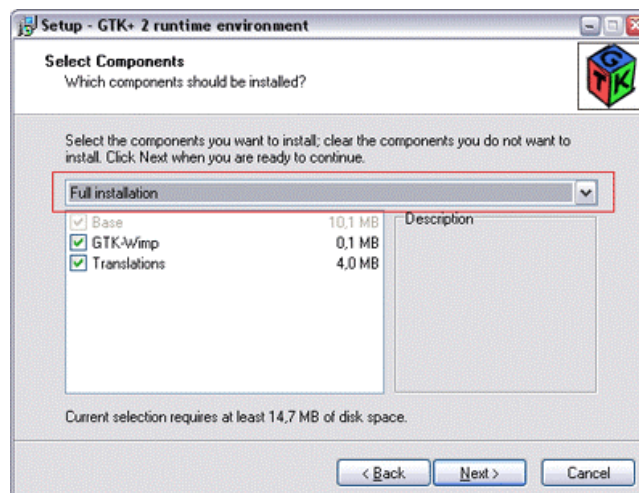 Setup - GTK+ 2 runtime environment
Select Components
Which components should be installed?
GTK
Select the components you want to install; clear the components you do not want to
install. Click Next when you are ready to continue.
Full installation
Base 10,1 MB
GTK-Wimp 0,1 MB
Translations 4,0 MB
Description
Current selection requires at least 14,7 MB of disk space.
< Back Next > Cancel